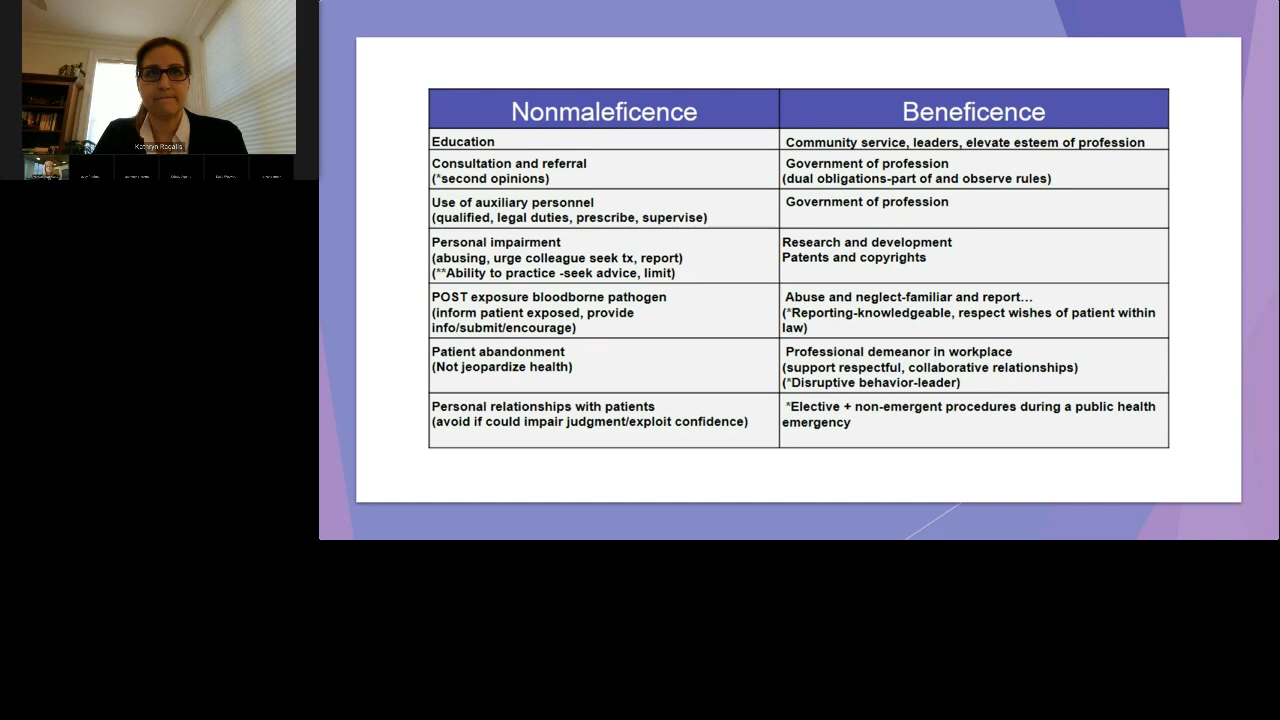 Kathryn Ragalis
Nonmaleficence
Beneficence
Education
Community service, leaders, elevate esteem of profession
Consultation and referral
(*second opinions)
Government of profession
(dual obligations-part of and observe rules)
Use of auxiliary personnel
(qualified, legal duties, prescribe, supervise)
Government of profession
Personal impairment
(abusing, urge colleague seek tx, report)
(**Ability to practice -seek advice, limit)
Research and development
Patents and copyrights
POST exposure bloodborne pathogen
(inform patient exposed, provide
info/submit/encourage)
Abuse and neglect-familiar and report…
(*Reporting-knowledgeable, respect wishes of patient within
law)
Patient abandonment
(Not jeopardize health)
Professional demeanor in workplace
(support respectful, collaborative relationships)
(*Disruptive behavior-leader)
Personal relationships with patients
(avoid if could impair judgment/exploit confidence)
*Elective + non-emergent procedures during a public health
emergency